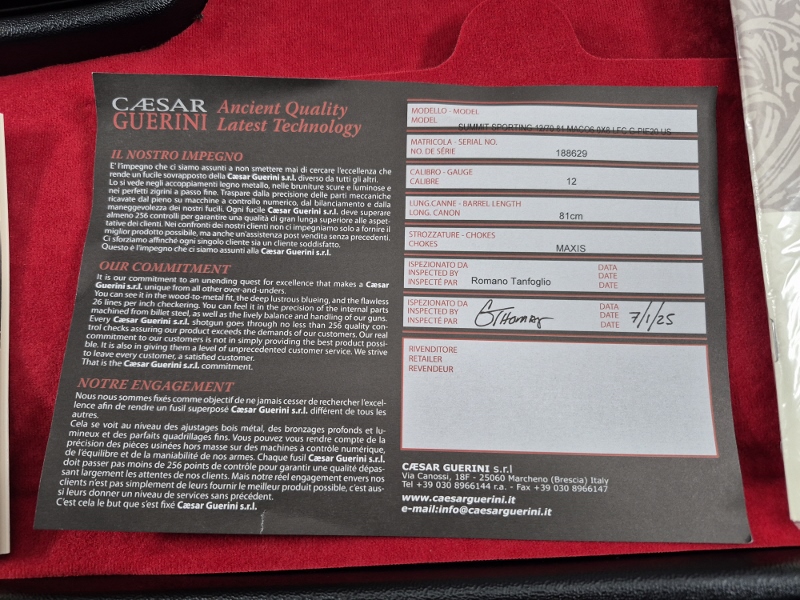 CÆSAR
GUERINI
Ancient Quality
Latest Technology
IL NOSTRO IMPEGNO
E' l'impegno che ci siamo assunti a non smettere mai di cercare l'eccellenza che
rende un fucile sovrapposto della Cæsar Guerini s.r.l. diverso da tutti gli altri.
Lo si vede negli accoppiamenti legno metallo, nelle bruniture scure e luminose e
nei perfetti zigrini a passo fine. Traspare dalla precisione delle parti meccaniche
ricavate dal pieno su macchine a controllo numerico, dal bilanciamento e dalla
maneggevolezza dei nostri fucili. Ogni fucile Cæsar Guerini s.r.l. deve superare
almeno 256 controlli per garantire una qualità di gran lunga superiore alle aspet-
tative dei clienti. Nei confronti dei nostri clienti non ci impegniamo solo a fornire il
miglior prodotto possibile, ma anche un'assistenza post vendita senza precedenti.
Ci sforziamo affinché ogni singolo cliente sia un cliente soddisfatto.
Questo è l'impegno che ci siamo assunti alla Cæsar Guerini s.r.l.
OUR COMMITMENT
It is our commitment to an unending quest for excellence that makes a Cæsar
Guerini s.r.l. unique from all other over-and-unders.
You can see it in the wood-to-metal fit, the deep lustrous blueing, and the flawless
26 lines per inch checkering. You can feel it in the precision of the internal parts
machined from billet steel, as well as the lively balance and handling of our guns.
Every Cæsar Guerini s.r.l. shotgun goes through no less than 256 quality con-
trol checks assuring our product exceeds the demands of our customers. Our real
commitment to our customers is not in simply providing the best product possi-
ble. It is also in giving them a level of unprecedented customer service. We strive
to leave every customer, a satisfied customer.
That is the Cæsar Guerini s.r.l. commitment.
NOTRE ENGAGEMENT
Nous nous sommes fixés comme objectif de ne jamais cesser de rechercher l'excel-
lence afin de rendre un fusil superposé Cæsar Guerini s.r.l. différent de tous les
autres.
Cela se voit au niveau des ajustages bois métal, des bronzages profonds et lu-
mineux et des parfaits quadrillages fins. Vous pouvez vous rendre compte de la
précision des pièces usinées hors masse sur des machines à contrôle numérique,
de l'équilibre et de la maniabilité de nos armes. Chaque fusil Cæsar Guerini s.r.l.
doit passer pas moins de 256 points de contrôle pour garantir une qualité dépas-
sant largement les attentes de nos clients. Mais notre réel engagement envers nos
clients n'est pas simplement de leurs fournir le meilleur produit possible, c'est aus-
si leurs donner un niveau de services sans précédent.
C'est cela le but que s'est fixé Cæsar Guerini s.r.l.
MODELLO - MODEL
MODEL
SUMMIT SPORTING 12/70 81 MACO6 0X8 LEC C.PIE20 US
MATRICOLA - SERIAL NO.
NO. DE SÉRIE
188629
CALIBRO - GAUGE
CALIBRE
12
LUNG.CANNE - BARREL LENGTH
LONG. CANON
81cm
STROZZATURE - CHOKES
CHOKES
MAXIS
ISPEZIONATO DA
INSPECTED BY
INSPECTÉ PAR
Romano Tanfoglio
DATA
DATE
DATE
ISPEZIONATO DA
INSPECTED BY
INSPECTÉ PAR
GThomas
DATA
DATE
DATE
7/1/25
RIVENDITORE
RETAILER
REVENDEUR
CÆSAR GUERINI s.r.l
Via Canossi, 18F - 25060 Marcheno (Brescia) Italy
Tel +39 030 8966144 r.a. - Fax +39 030 8966147
www.caesarguerini.it
e-mail:info@caesarguerini.it